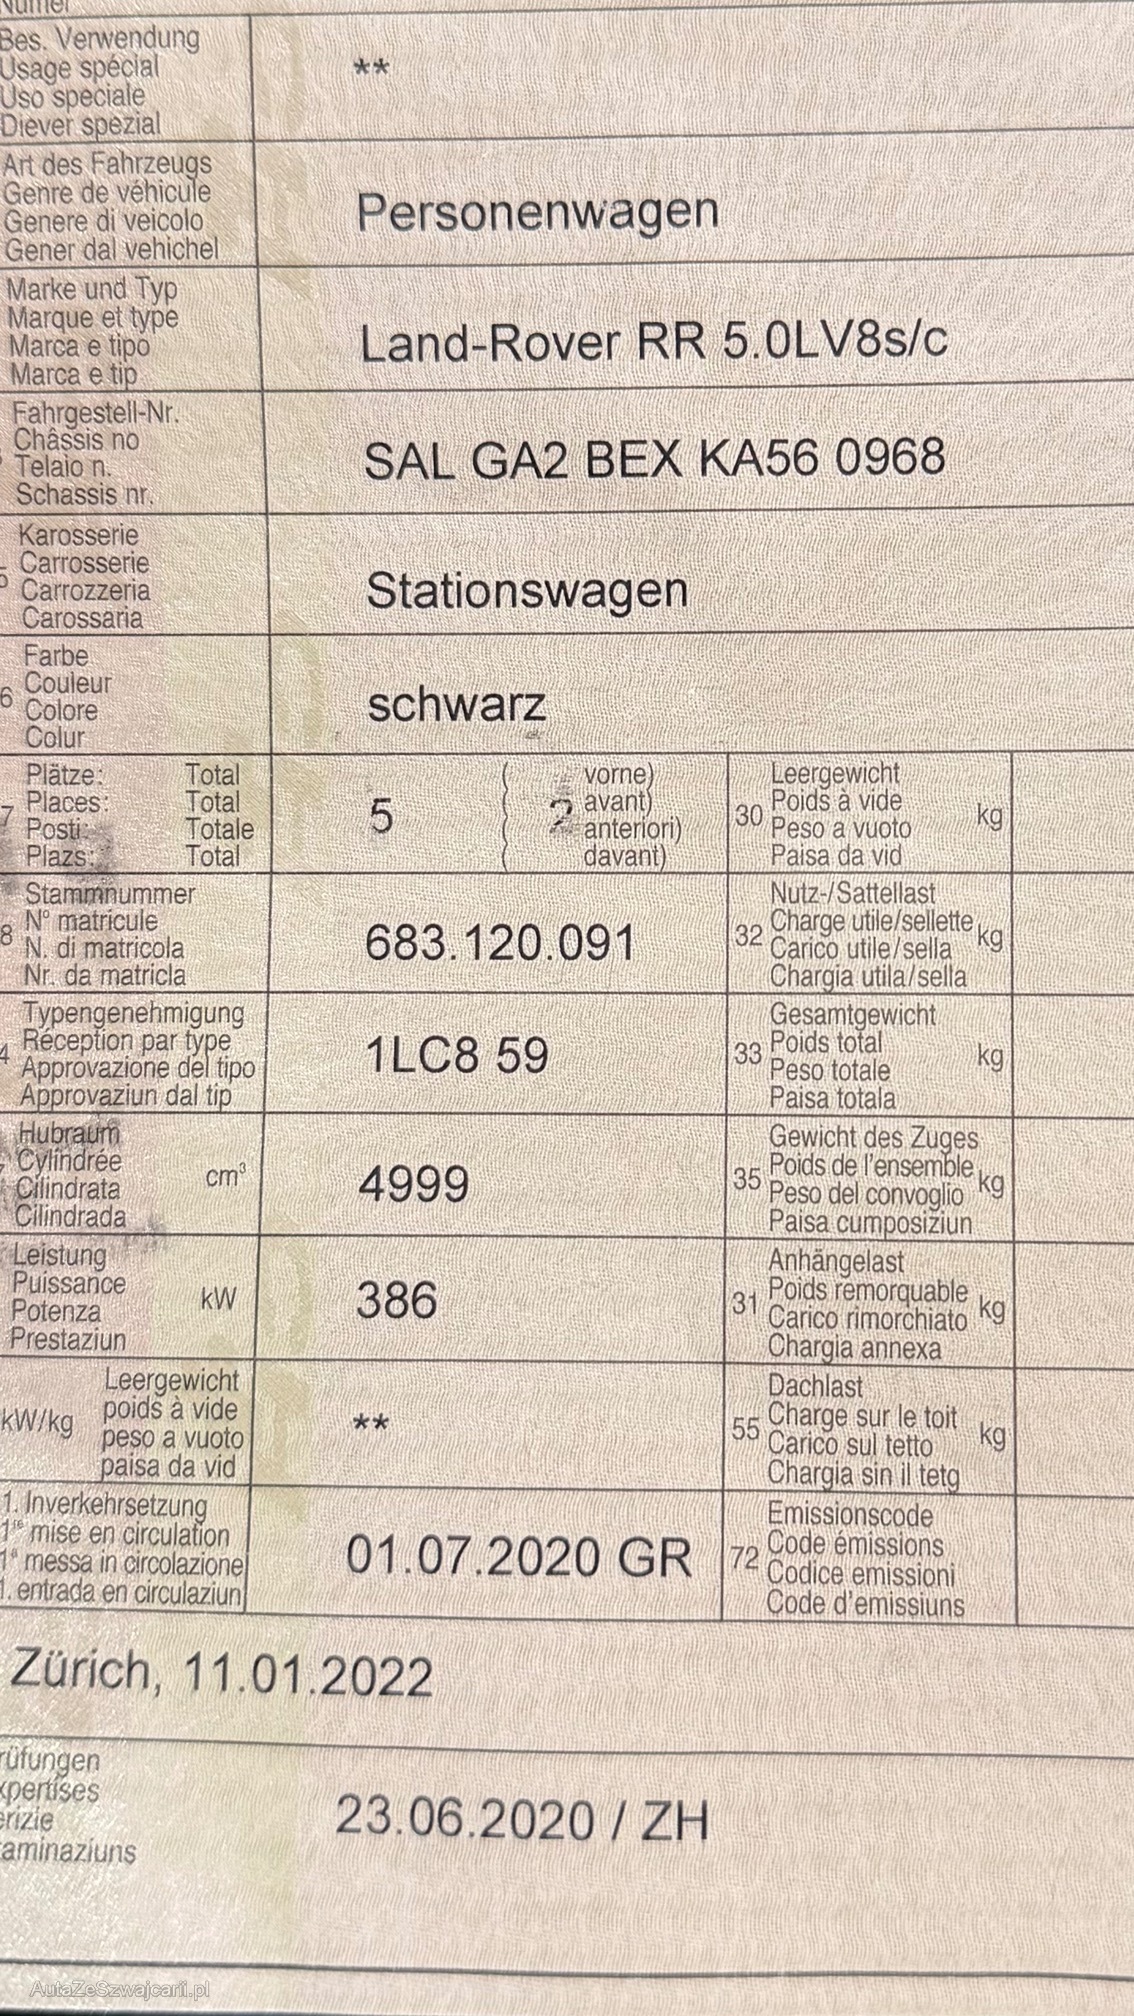 Bes. Verwendung
Usage spécial
Uso speciale
Diever spezial
**
Art des Fahrzeugs
Genre de véhicule
Genere di veicolo
Gener dal vehichel
Personenwagen
Marke und Typ
Marque et type
Marca e tipo
Marca e tip
Land-Rover RR 5.0LV8s/c
Fahrgestell-Nr.
Châssis no
Telaio n.
Schassis nr.
SAL GA2 BEX KA56 0968
Karosserie
Carrosserie
Carrozzeria
Carossaria
Stationswagen
Farbe
Couleur
Colore
Colur
schwarz
Plätze: Total
Places: Total
Posti: Totale
Plazs: Total
5 ( 2 vorne)
avant)
anteriori)
davant)
30 Leergewicht
Poids à vide
Peso a vuoto
Paisa da vid
kg
Stammnummer
N° matricule
N. di matricola
Nr. da matricla
683.120.091
32 Nutz-/Sattellast
Charge utile/sellette
Carico utile/sella
Chargia utila/sella
kg
Typengenehmigung
Réception par type
Approvazione del tipo
Approvaziun dal tip
1LC8 59
33 Gesamtgewicht
Poids total
Peso totale
Paisa totala
kg
Hubraum
Cylindrée
Cilindrata
Cilindrada
cm³
4999
35 Gewicht des Zuges
Poids de l'ensemble
Peso del convoglio
Paisa cumposiziun
kg
Leistung
Puissance
Potenza
Prestaziun
kW
386
31 Anhängelast
Poids remorquable
Carico rimorchiato
Chargia annexa
kg
kW/kg
Leergewicht
poids à vide
peso a vuoto
paisa da vid
**
55 Dachlast
Charge sur le toit
Carico sul tetto
Chargia sin il tetg
kg
1. Inverkehrsetzung
1re mise en circulation
1a messa in circolazione
1. entrada en circulaziun
01.07.2020 GR
72 Emissionscode
Code émissions
Codice emissioni
Code d'emissiuns
Zürich, 11.01.2022
rüfungen
xpertises
erizie
aminaziuns
23.06.2020 / ZH
AutaZeSzwajcarii.pl